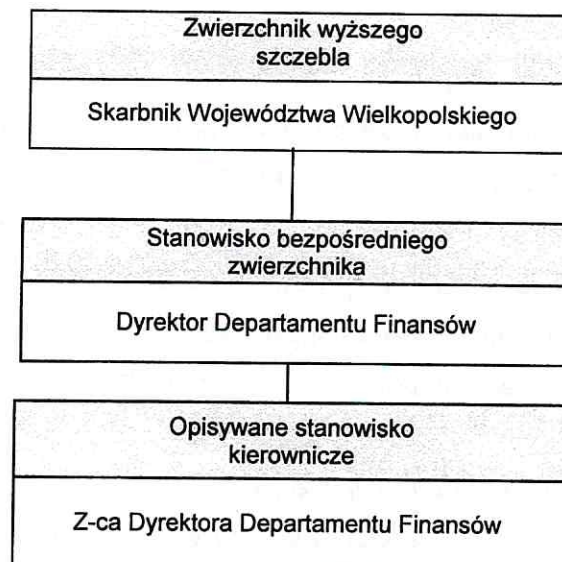 Zwierzchnik wyższego
szczebla
Skarbnik Województwa Wielkopolskiego
Stanowisko bezpośredniego
zwierzchnika
Dyrektor Departamentu Finansów
Opisywane stanowisko
kierownicze
Z-ca Dyrektora Departamentu Finansów